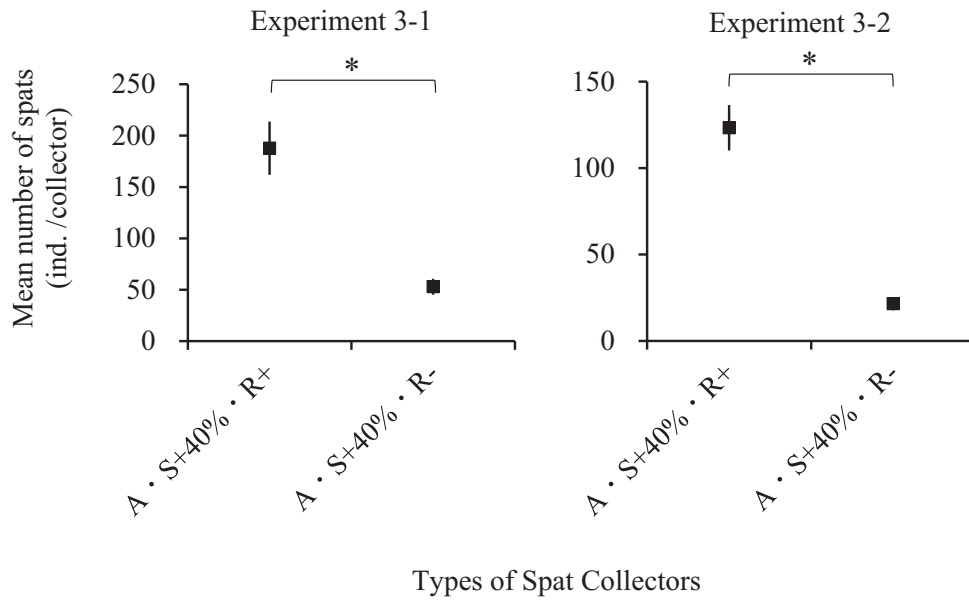 Experiment 3-1
Experiment 3-2
Mean number of spats
(ind. /collector)
*
250
200
150
100
50
0
A・S+40%・R+
A・S+40%・R-
*
150
100
50
0
A・S+40%・R+
A・S+40%・R-
Types of Spat Collectors